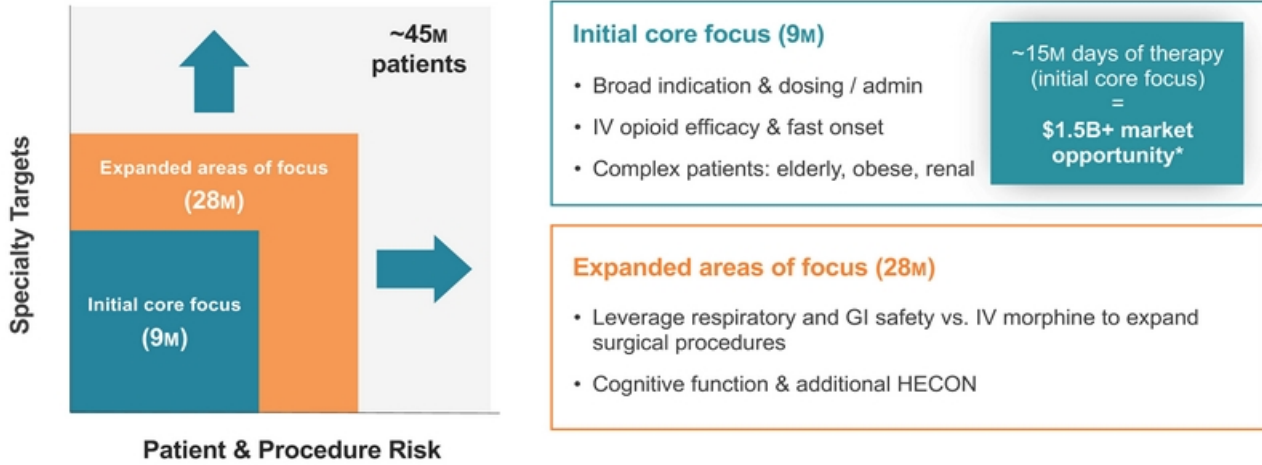 ~45M
patients
Expanded areas of focus
(28M)
Initial core focus
(9M)
Specialty Targets
Patient & Procedure Risk
Initial core focus (9M)
• Broad indication & dosing / admin
• IV opioid efficacy & fast onset
• Complex patients: elderly, obese, renal
~15M days of therapy
(initial core focus)
=
$1.5B+ market
opportunity*
Expanded areas of focus (28M)
• Leverage respiratory and GI safety vs. IV morphine to expand
surgical procedures
• Cognitive function & additional HECON